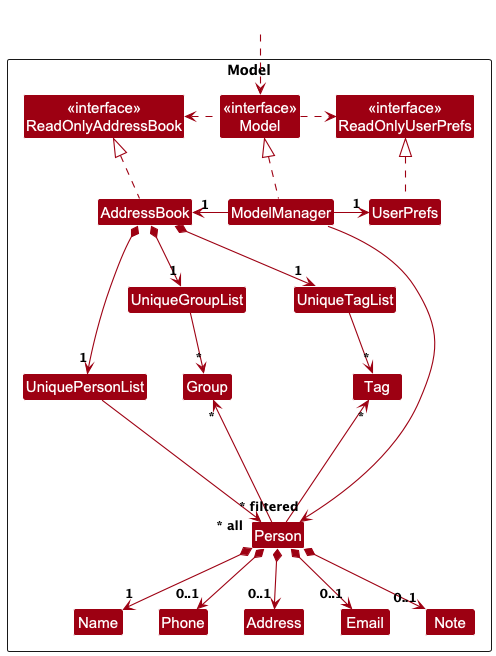 Model
«interface»
ReadOnlyAddressBook
«interface»
Model
«interface»
ReadOnlyUserPrefs
AddressBook
1
ModelManager
1
UserPrefs
1
1
UniqueGroupList
UniqueTagList
1
*
*
UniquePersonList
Group
Tag
*
*
* filtered
* all
Person
1
0..1
0..1
0..1
0..1
Name
Phone
Address
Email
Note